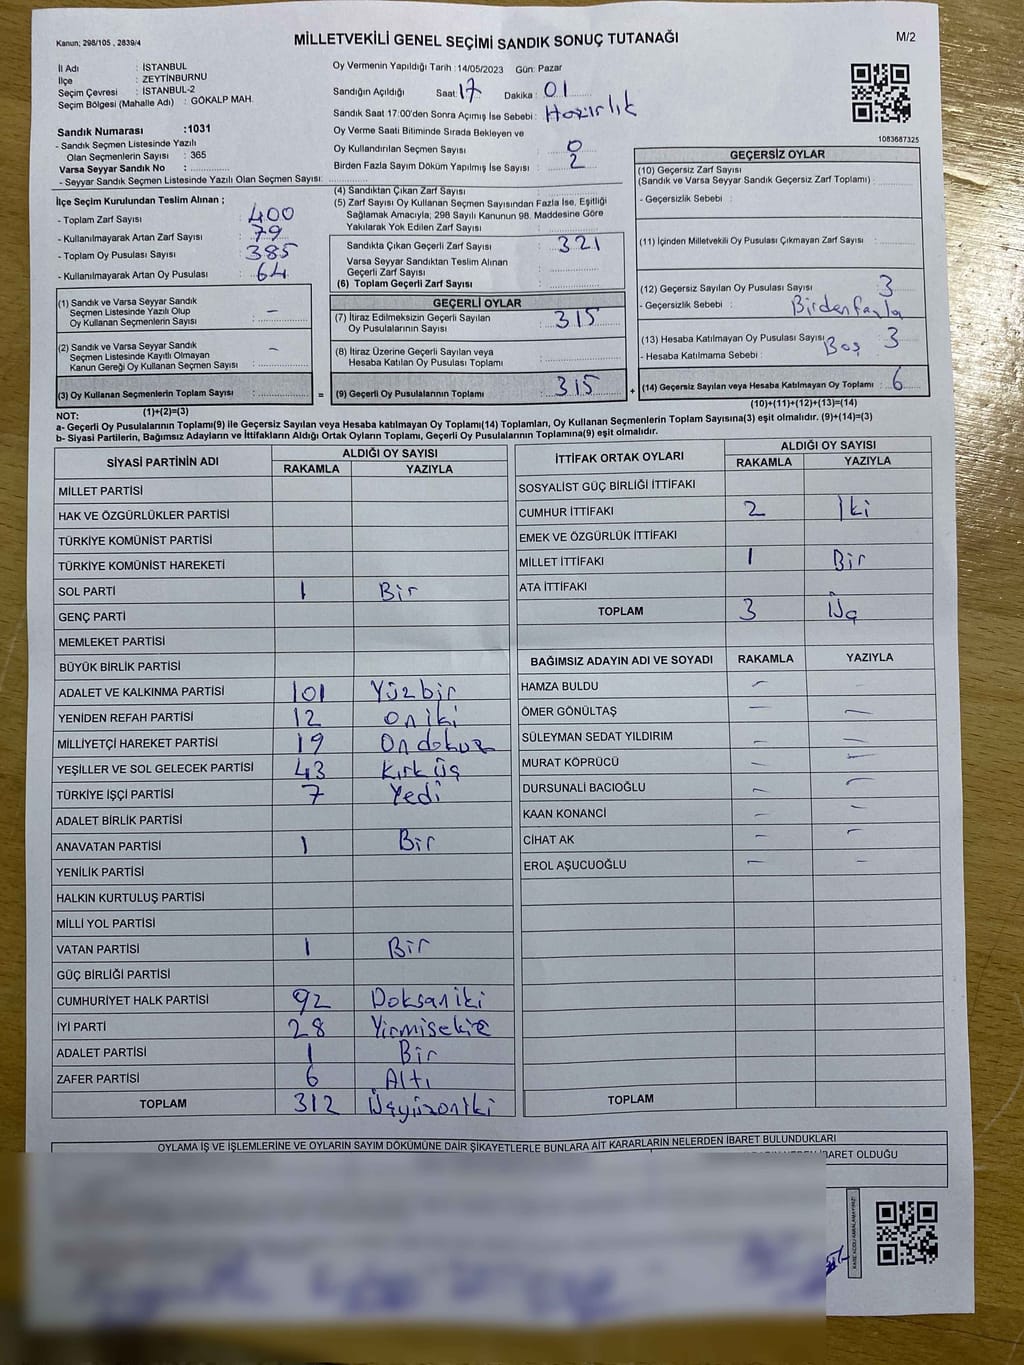 Kanun; 298/105 , 2839/4
MİLLETVEKİLİ GENEL SEÇİMİ SANDIK SONUÇ TUTANAĞI
M/2
İl Adı : İSTANBUL
İlçe : ZEYTİNBURNU
Seçim Çevresi : İSTANBUL-2
Seçim Bölgesi (Mahalle Adı) : GÖKALP MAH.
Sandık Numarası :1031
- Sandık Seçmen Listesinde Yazılı
Olan Seçmenlerin Sayısı : 365
Varsa Seyyar Sandık No :
- Seyyar Sandık Seçmen Listesinde Yazılı Olan Seçmen Sayısı:
Oy Vermenin Yapıldığı Tarih :14/05/2023 Gün: Pazar
Sandığın Açıldığı Saat: 17 Dakika : 01
Sandık Saat 17:00'den Sonra Açımış İse Sebebi : Hazırlık
Oy Verme Saati Bitiminde Sırada Bekleyen ve
Oy Kullandırılan Seçmen Sayısı : 0
Birden Fazla Sayım Döküm Yapılmış İse Sayısı : 2
1083687325
İlçe Seçim Kurulundan Teslim Alınan ;
- Toplam Zarf Sayısı : 400
- Kullanılmayarak Artan Zarf Sayısı : 79
- Toplam Oy Pusulası Sayısı : 385
- Kullanılmayarak Artan Oy Pusulası : 64
(1) Sandık ve Varsa Seyyar Sandık
Seçmen Listesinde Yazılı Olup
Oy Kullanan Seçmenlerin Sayısı : -
(2) Sandık ve Varsa Seyyar Sandık
Seçmen Listesinde Kayıtlı Olmayan
Kanun Gereği Oy Kullanan Seçmen Sayısı : -
(3) Oy Kullanan Seçmenlerin Toplam Sayısı :
(1)+(2)=(3)
(4) Sandıktan Çıkan Zarf Sayısı :
(5) Zarf Sayısı Oy Kullanan Seçmen Sayısından Fazla İse, Eşitliği
Sağlamak Amacıyla; 298 Sayılı Kanunun 98. Maddesine Göre
Yakılarak Yok Edilen Zarf Sayısı :
Sandıkta Çıkan Geçerli Zarf Sayısı : 321
Varsa Seyyar Sandıktan Teslim Alınan
Geçerli Zarf Sayısı :
(6) Toplam Geçerli Zarf Sayısı :
GEÇERLİ OYLAR
(7) İtiraz Edilmeksizin Geçerli Sayılan
Oy Pusulalarının Sayısı : 315
(8) İtiraz Üzerine Geçerli Sayılan veya
Hesaba Katılan Oy Pusulası Toplamı :
= (9) Geçerli Oy Pusulalarının Toplamı : 315
GEÇERSİZ OYLAR
(10) Geçersiz Zarf Sayısı
(Sandık ve Varsa Seyyar Sandık Geçersiz Zarf Toplamı) :
- Geçersizlik Sebebi :
(11) İçinden Milletvekili Oy Pusulası Çıkmayan Zarf Sayısı :
(12) Geçersiz Sayılan Oy Pusulası Sayısı : 3
- Geçersizlik Sebebi : Birdenfazla
(13) Hesaba Katılmayan Oy Pusulası Sayısı : 3
- Hesaba Katılmama Sebebi : Boş
+ (14) Geçersiz Sayılan veya Hesaba Katılmayan Oy Toplamı : 6
(10)+(11)+(12)+(13)=(14)
NOT:
a- Geçerli Oy Pusulalarının Toplamı(9) ile Geçersiz Sayılan veya Hesaba katılmayan Oy Toplamı(14) Toplamları, Oy Kullanan Seçmenlerin Toplam Sayısına(3) eşit olmalıdır. (9)+(14)=(3)
b- Siyasi Partilerin, Bağımsız Adayların ve İttifakların Aldığı Ortak Oyların Toplamı, Geçerli Oy Pusulalarının Toplamına(9) eşit olmalıdır.
SİYASİ PARTİNİN ADI ALDIĞI OY SAYISI
RAKAMLA YAZIYLA
MİLLET PARTİSİ
HAK VE ÖZGÜRLÜKLER PARTİSİ
TÜRKİYE KOMÜNİST PARTİSİ
TÜRKİYE KOMÜNİST HAREKETİ
SOL PARTİ 1 Bir
GENÇ PARTİ
MEMLEKET PARTİSİ
BÜYÜK BİRLİK PARTİSİ
ADALET VE KALKINMA PARTİSİ 101 Yüzbir
YENİDEN REFAH PARTİSİ 12 Oniki
MİLLİYETÇİ HAREKET PARTİSİ 19 Ondokuz
YEŞİLLER VE SOL GELECEK PARTİSİ 43 Kırküç
TÜRKİYE İŞÇİ PARTİSİ 7 Yedi
ADALET BİRLİK PARTİSİ
ANAVATAN PARTİSİ 1 Bir
YENİLİK PARTİSİ
HALKIN KURTULUŞ PARTİSİ
MİLLİ YOL PARTİSİ
VATAN PARTİSİ 1 Bir
GÜÇ BİRLİĞİ PARTİSİ
CUMHURİYET HALK PARTİSİ 92 Doksaniki
İYİ PARTİ 28 Yirmisekiz
ADALET PARTİSİ 1 Bir
ZAFER PARTİSİ 6 Altı
TOPLAM 312 Üçyüzoniki
İTTİFAK ORTAK OYLARI ALDIĞI OY SAYISI
RAKAMLA YAZIYLA
SOSYALİST GÜÇ BİRLİĞİ İTTİFAKI
CUMHUR İTTİFAKI 2 İki
EMEK VE ÖZGÜRLÜK İTTİFAKI
MİLLET İTTİFAKI 1 Bir
ATA İTTİFAKI
TOPLAM 3 Üç
BAĞIMSIZ ADAYIN ADI VE SOYADI RAKAMLA YAZIYLA
HAMZA BULDU -
ÖMER GÖNÜLTAŞ - -
SÜLEYMAN SEDAT YILDIRIM - -
MURAT KÖPRÜCÜ - -
DURSUNALİ BACIOĞLU - -
KAAN KONANCİ - -
CİHAT AK - -
EROL AŞUCUOĞLU - -
TOPLAM
OYLAMA İŞ VE İŞLEMLERİNE VE OYLARIN SAYIM DÖKÜMÜNE DAİR ŞİKAYETLERLE BUNLARA AİT KARARLARIN NELERDEN İBARET BULUNDUKLARI
İBARET OLDUĞU